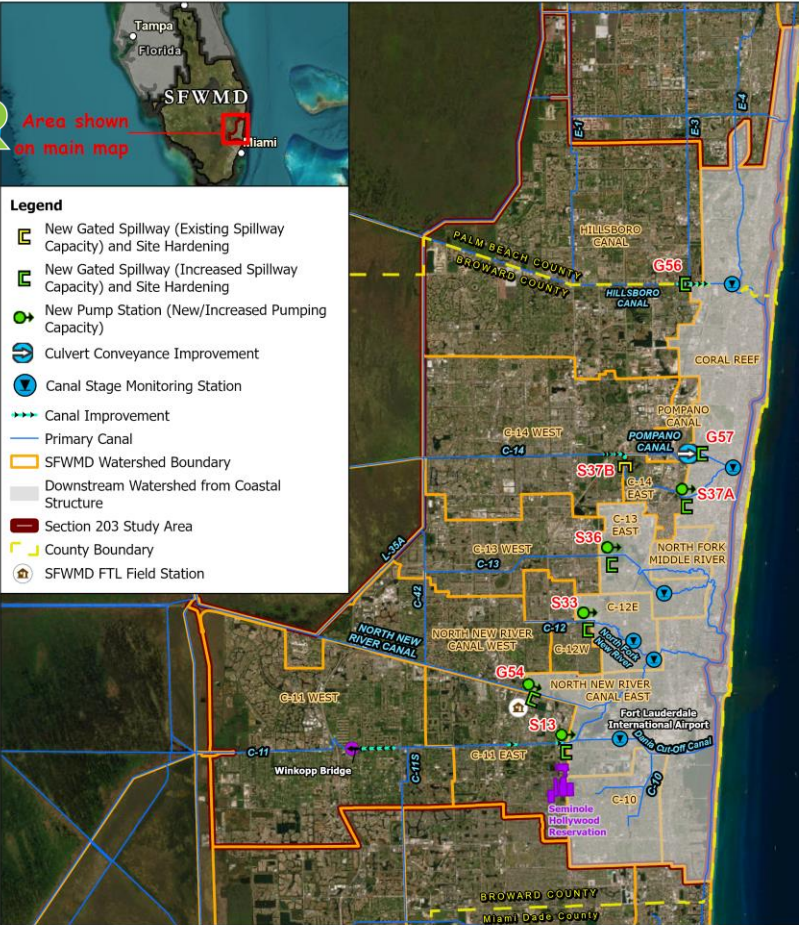 Tampa
Florida
SFWMD
Area shown
on main map
Miami
Legend
New Gated Spillway (Existing Spillway
Capacity) and Site Hardening
New Gated Spillway (Increased Spillway
Capacity) and Site Hardening
New Pump Station (New/Increased Pumping
Capacity)
Culvert Conveyance Improvement
Canal Stage Monitoring Station
Canal Improvement
Primary Canal
SFWMD Watershed Boundary
Downstream Watershed from Coastal
Structure
Section 203 Study Area
County Boundary
SFWMD FTL Field Station
E-1
E-3
E-4
HILLSBORO
CANAL
PALM BEACH COUNTY
BROWARD COUNTY
G56
HILLSBORO
CANAL
CORAL REEF
POMPANO
CANAL
C-14 WEST
POMPANO
CANAL
G57
C-14
S37B
C-14
EAST
S37A
C-13
EAST
S36
NORTH FORK
MIDDLE RIVER
L-35A
C-13 WEST
C-13
C-42
S33
C-12E
NORTH NEW
RIVER CANAL
NORTH NEW RIVER
CANAL WEST
C-12
C-12W
North Fork
New River
G54
NORTH NEW RIVER
CANAL EAST
C-11 WEST
Fort Lauderdale
International Airport
S13
Dania Cut-Off Canal
C-11
C-11 EAST
Winkopp Bridge
C-11S
C-10
C-10
Seminole
Hollywood
Reservation
BROWARD COUNTY
Miami Dade County